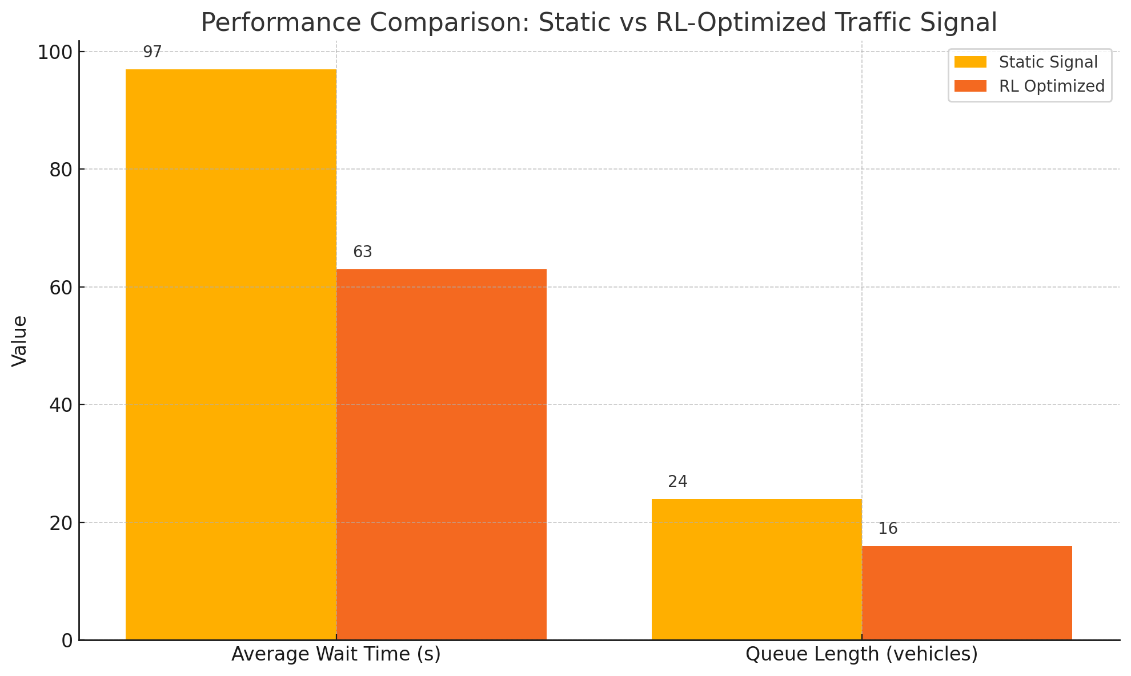 Performance Comparison: Static vs RL-Optimized Traffic Signal
Static Signal
RL Optimized
Value
100
80
60
40
20
0
97
63
24
16
Average Wait Time (s)
Queue Length (vehicles)